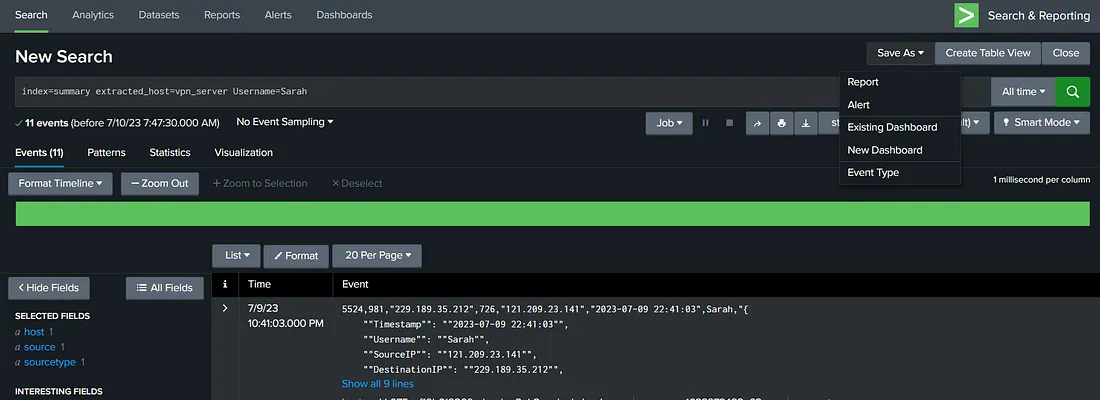 Search Analytics Datasets Reports Alerts Dashboards Search & Reporting
New Search
Save As Create Table View Close
Report
Alert
Existing Dashboard
New Dashboard
Event Type
index=summary extracted_host=vpn_server Username=Sarah
All time
11 events (before 7/10/23 7:47:30.000 AM) No Event Sampling
Job Smart Mode
Events (11) Patterns Statistics Visualization
Format Timeline — Zoom Out + Zoom to Selection × Deselect
1 millisecond per column
List Format 20 Per Page
< Hide Fields All Fields
i Time Event
SELECTED FIELDS
a host 1
a source 1
a sourcetype 1
INTERESTING FIELDS
7/9/23
10:41:03.000 PM
5524,981,"229.189.35.212",726,"121.209.23.141","2023-07-09 22:41:03",Sarah,"{
""Timestamp"": ""2023-07-09 22:41:03"",
""Username"": ""Sarah"",
""SourceIP"": ""121.209.23.141"",
""DestinationIP"": ""229.189.35.212"",
Show all 9 lines